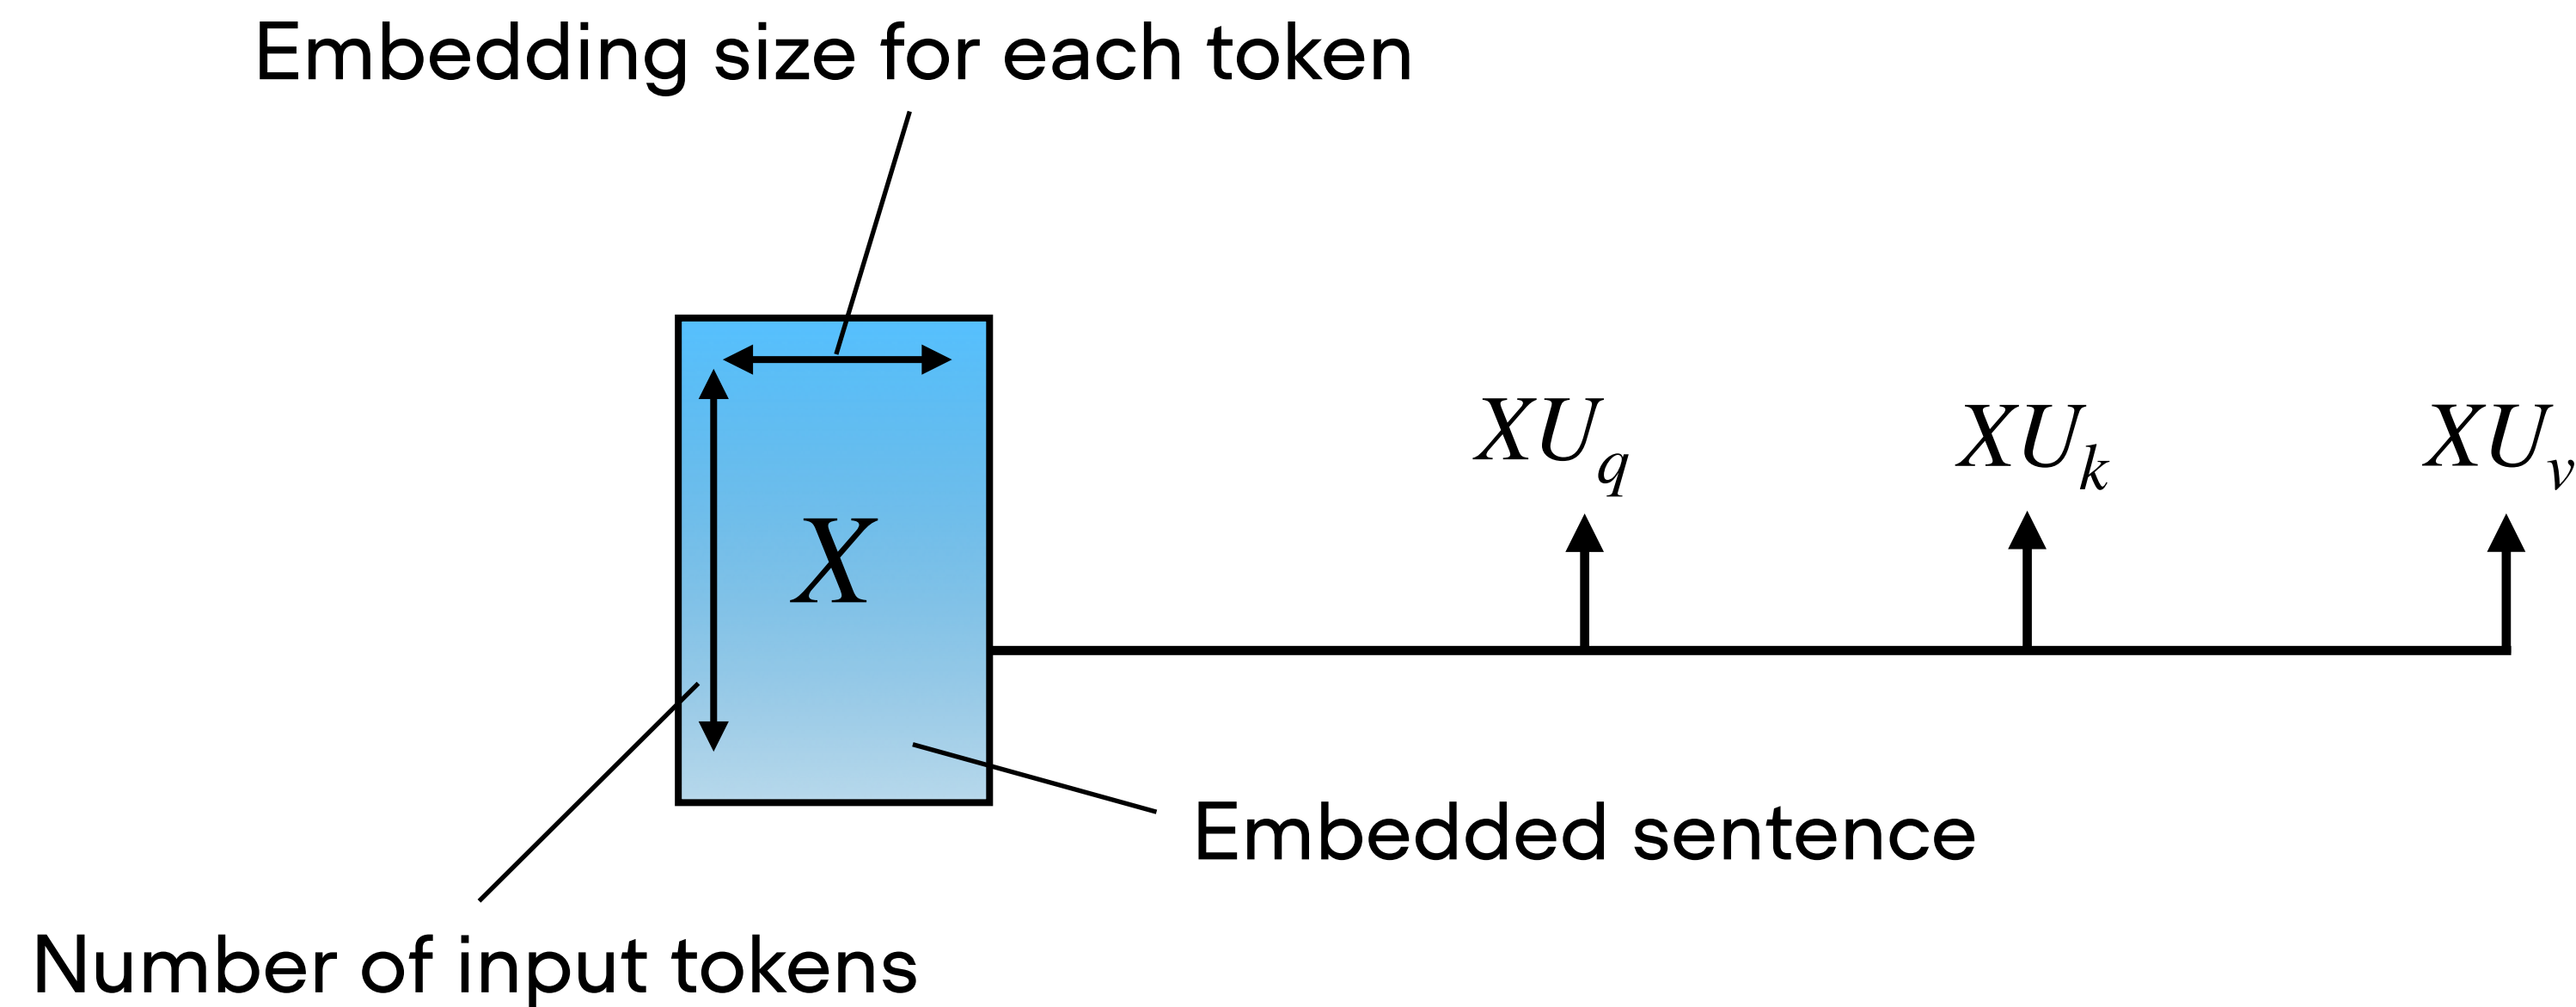 Embedding size for each token
XU_q XU_k XU_v
X
Embedded sentence
Number of input tokens